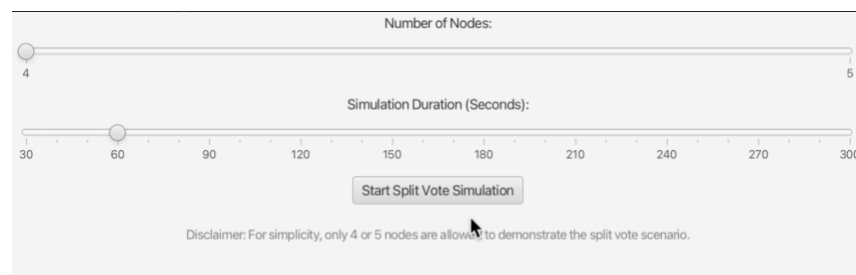 Number of Nodes:
4 5
Simulation Duration (Seconds):
30 60 90 120 150 180 210 240 270 300
Start Split Vote Simulation
Disclaimer: For simplicity, only 4 or 5 nodes are allowed to demonstrate the split vote scenario.